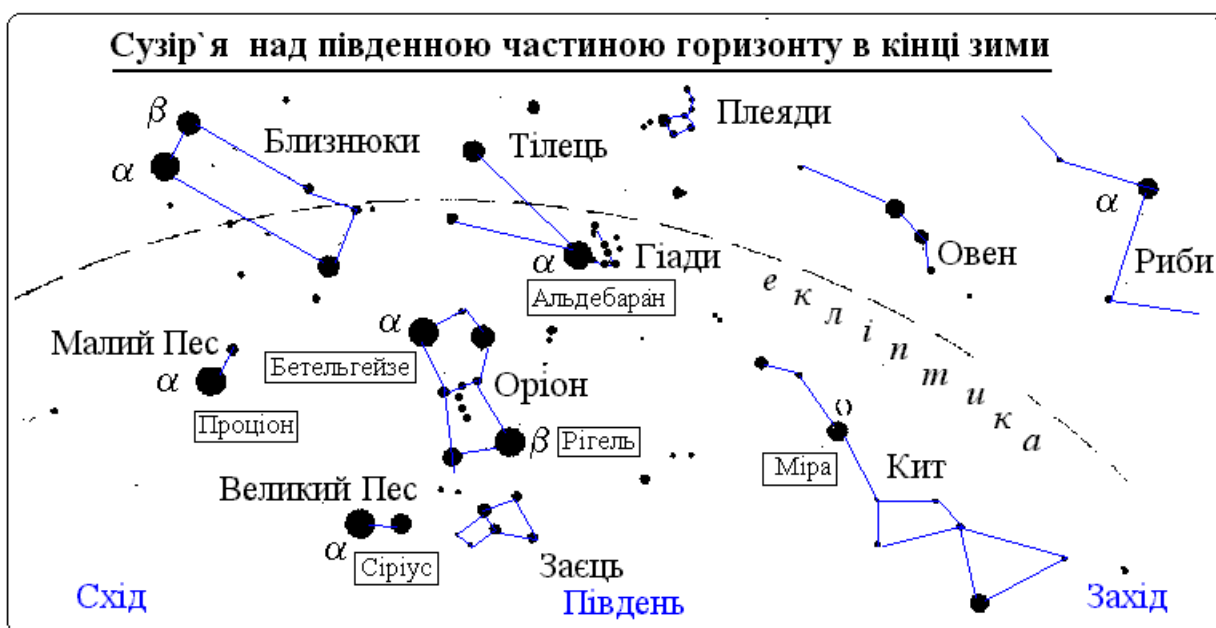 Сузір`я над південною частиною горизонту в кінці зими
β
Близнюки
α
Тілець
Плеяди
α
Гіади
Альдебаран
Овен
α
Риби
екліптика
Малий Пес
α
Проціон
α
Бетельгейзе
Оріон
β
Рігель
Міра
Кит
Великий Пес
α
Сіріус
Заєць
Схід
Південь
Захід